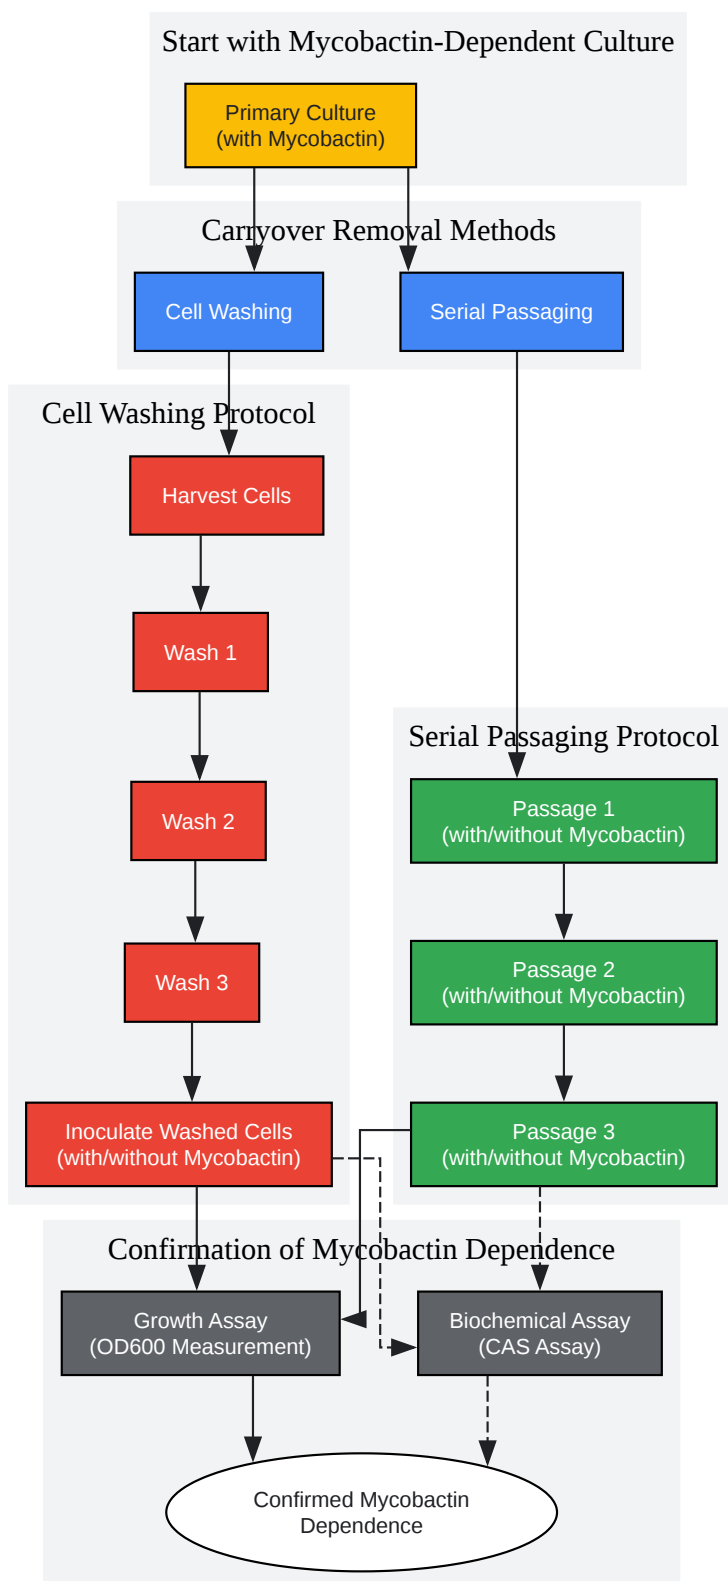 Start with Mycobactin-Dependent Culture
Primary Culture
(with Mycobactin)
Carryover Removal Methods
Cell Washing
Serial Passaging
Cell Washing Protocol
Harvest Cells
Wash 1
Wash 2
Wash 3
Inoculate Washed Cells
(with/without Mycobactin)
Serial Passaging Protocol
Passage 1
(with/without Mycobactin)
Passage 2
(with/without Mycobactin)
Passage 3
(with/without Mycobactin)
Confirmation of Mycobactin Dependence
Growth Assay
(OD600 Measurement)
Biochemical Assay
(CAS Assay)
Confirmed Mycobactin
Dependence